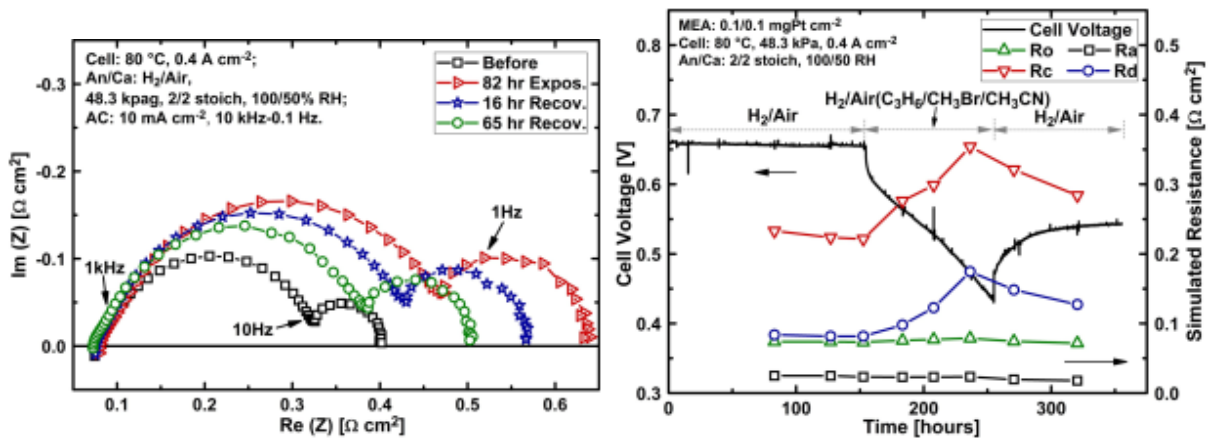 Cell: 80 °C, 0.4 A cm-2;
An/Ca: H2/Air,
48.3 kpag, 2/2 stoich, 100/50% RH;
AC: 10 mA cm-2, 10 kHz-0.1 Hz.
Before
82 hr Expos.
16 hr Recov.
65 hr Recov.
1kHz
10Hz
1Hz
-0.3
-0.2
-0.1
0.0
Im (Z) [Ω cm2]
0.1 0.2 0.3 0.4 0.5 0.6
Re (Z) [Ω cm2]
MEA: 0.1/0.1 mgPt cm-2
Cell: 80 °C, 48.3 kPa, 0.4 A cm-2
An/Ca: 2/2 stoich, 100/50 RH
Cell Voltage
Ro Ra
Rc Rd
H2/Air(C3H6/CH3Br/CH3CN)
H2/Air H2/Air
0.8
0.7
0.6
0.5
0.4
0.3
Cell Voltage [V]
0.5
0.4
0.3
0.2
0.1
0.0
Simulated Resistance [Ω cm2]
0 100 200 300
Time [hours]